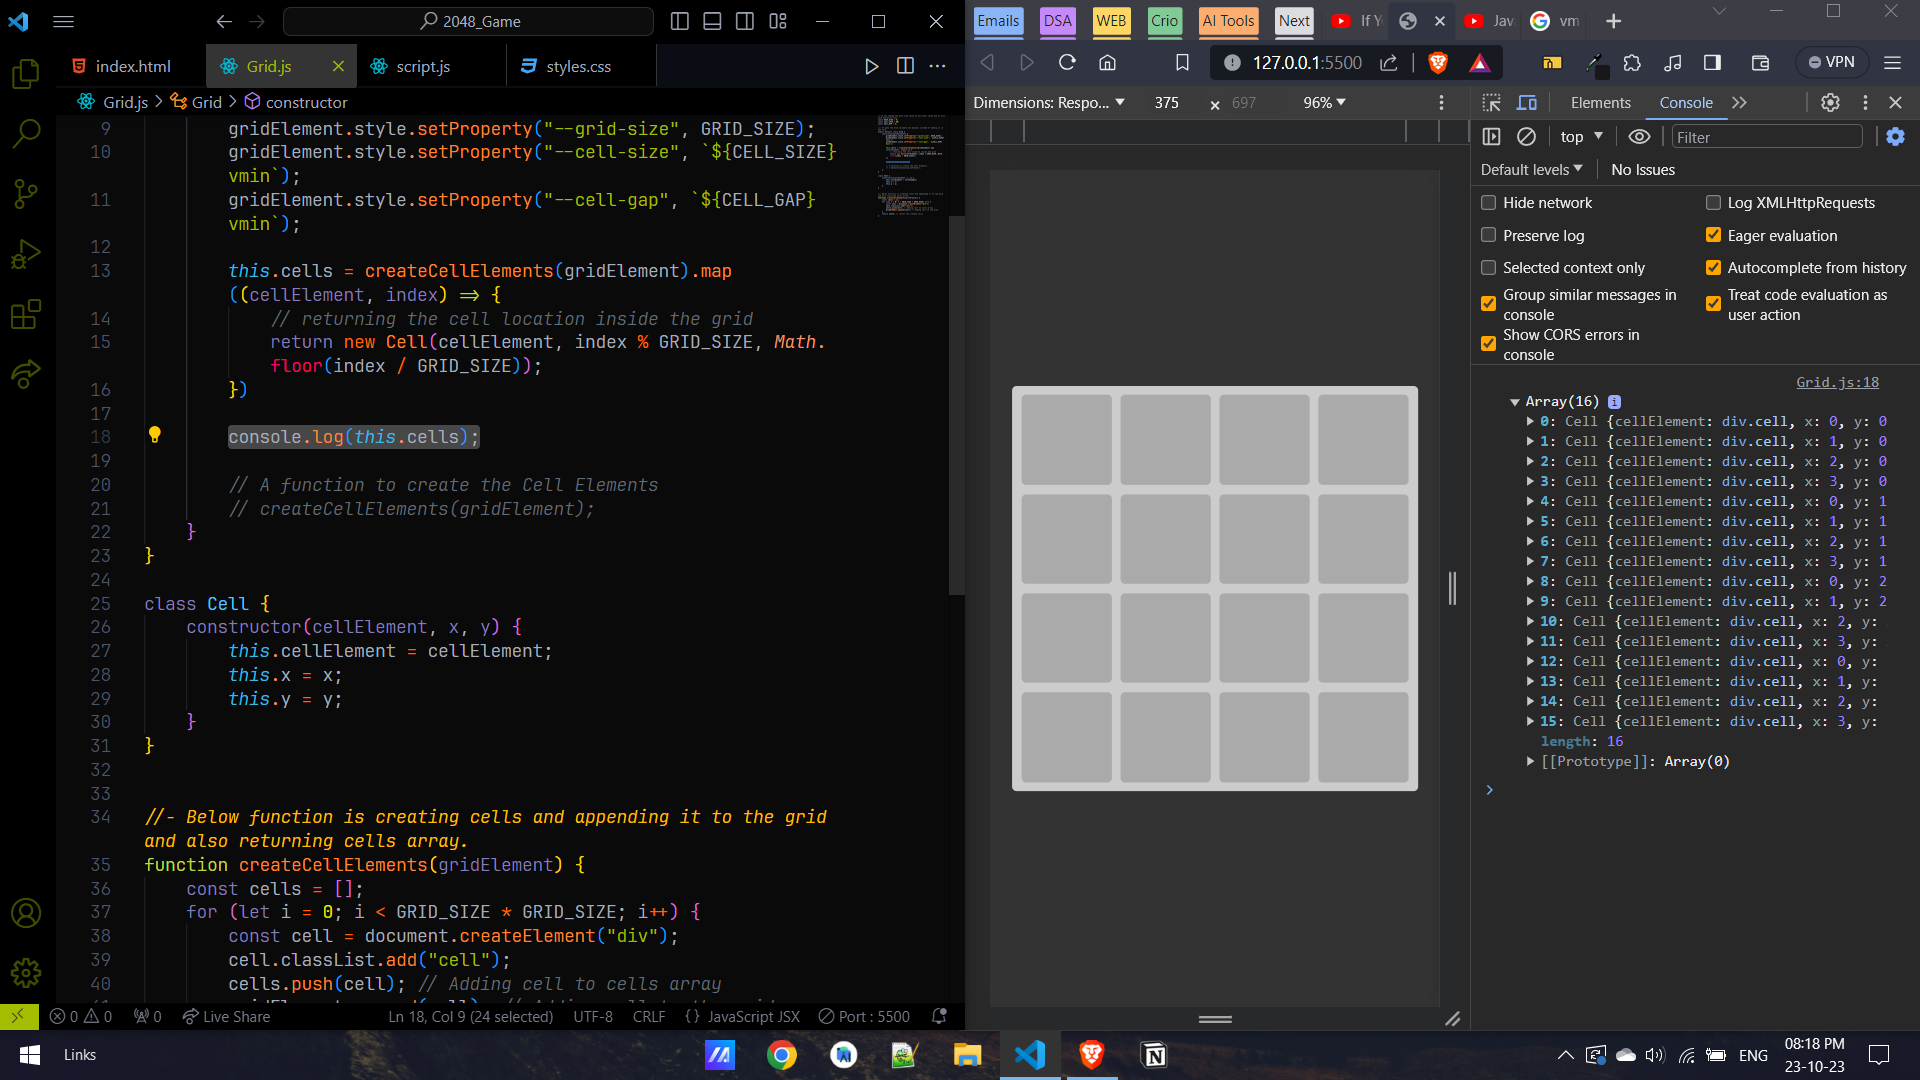 2048_Game
index.html
Grid.js
script.js
styles.css
Grid.js > Grid > constructor
9 gridElement.style.setProperty("--grid-size", GRID_SIZE);
10 gridElement.style.setProperty("--cell-size", `${CELL_SIZE}
vmin`);
11 gridElement.style.setProperty("--cell-gap", `${CELL_GAP}
vmin`);
12
13 this.cells = createCellElements(gridElement).map
((cellElement, index) => {
14 // returning the cell location inside the grid
15 return new Cell(cellElement, index % GRID_SIZE, Math.
floor(index / GRID_SIZE));
16 })
17
18 console.log(this.cells);
19
20 // A function to create the Cell Elements
21 // createCellElements(gridElement);
22 }
23 }
24
25 class Cell {
26 constructor(cellElement, x, y) {
27 this.cellElement = cellElement;
28 this.x = x;
29 this.y = y;
30 }
31 }
32
33
34 //- Below function is creating cells and appending it to the grid
and also returning cells array.
35 function createCellElements(gridElement) {
36 const cells = [];
37 for (let i = 0; i < GRID_SIZE * GRID_SIZE; i++) {
38 const cell = document.createElement("div");
39 cell.classList.add("cell");
40 cells.push(cell); // Adding cell to cells array
0 0 0 Live Share Ln 18, Col 9 (24 selected) UTF-8 CRLF {} JavaScript JSX Port : 5500
Emails DSA WEB Crio AI Tools Next If Y Jav vm
127.0.0.1:5500 VPN
Dimensions: Respo... 375 x 697 96%
Elements Console
top Filter
Default levels No Issues
Hide network Log XMLHttpRequests
Preserve log Eager evaluation
Selected context only Autocomplete from history
Group similar messages in console Treat code evaluation as user action
Show CORS errors in console
Grid.js:18
Array(16) i
0: Cell {cellElement: div.cell, x: 0, y: 0
1: Cell {cellElement: div.cell, x: 1, y: 0
2: Cell {cellElement: div.cell, x: 2, y: 0
3: Cell {cellElement: div.cell, x: 3, y: 0
4: Cell {cellElement: div.cell, x: 0, y: 1
5: Cell {cellElement: div.cell, x: 1, y: 1
6: Cell {cellElement: div.cell, x: 2, y: 1
7: Cell {cellElement: div.cell, x: 3, y: 1
8: Cell {cellElement: div.cell, x: 0, y: 2
9: Cell {cellElement: div.cell, x: 1, y: 2
10: Cell {cellElement: div.cell, x: 2, y:
11: Cell {cellElement: div.cell, x: 3, y:
12: Cell {cellElement: div.cell, x: 0, y:
13: Cell {cellElement: div.cell, x: 1, y:
14: Cell {cellElement: div.cell, x: 2, y:
15: Cell {cellElement: div.cell, x: 3, y:
length: 16
[[Prototype]]: Array(0)
Links
ENG
08:18 PM
23-10-23